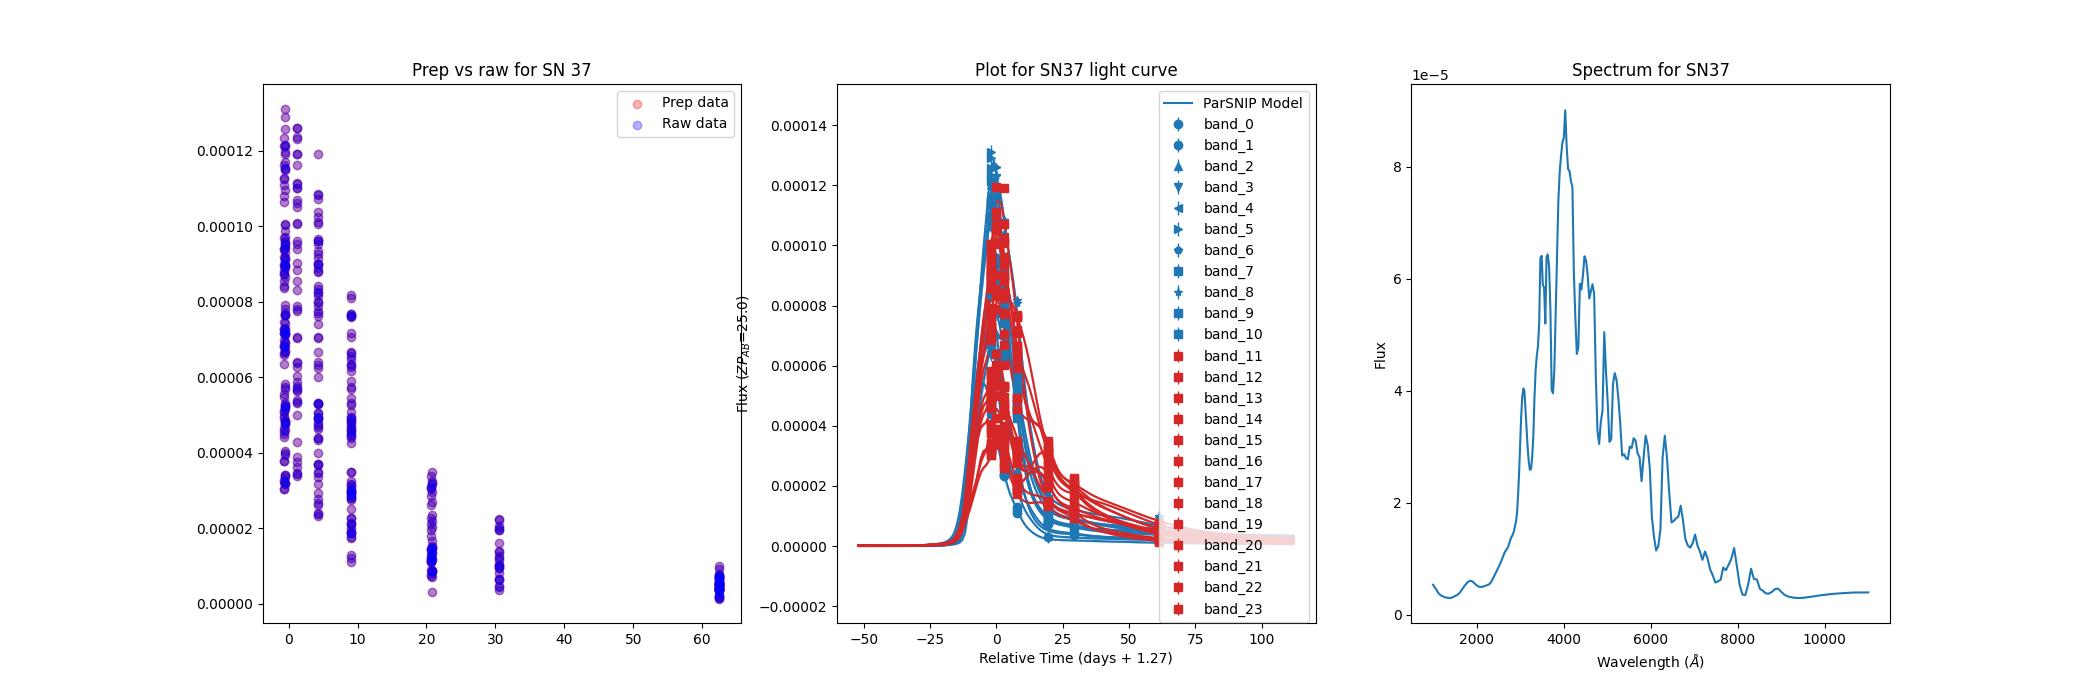 Prep vs raw for SN 37
Prep data
Raw data
0.00012
0.00010
0.00008
0.00006
0.00004
0.00002
0.00000
0 10 20 30 40 50 60
Plot for SN37 light curve
Flux (ZP_AB=25.0)
0.00014
0.00012
0.00010
0.00008
0.00006
0.00004
0.00002
0.00000
−0.00002
ParSNIP Model
band_0
band_1
band_2
band_3
band_4
band_5
band_6
band_7
band_8
band_9
band_10
band_11
band_12
band_13
band_14
band_15
band_16
band_17
band_18
band_19
band_20
band_21
band_22
band_23
−50 −25 0 25 50 75 100
Relative Time (days + 1.27)
Spectrum for SN37
1e−5
Flux
8
6
4
2
0
2000 4000 6000 8000 10000
Wavelength (Å)